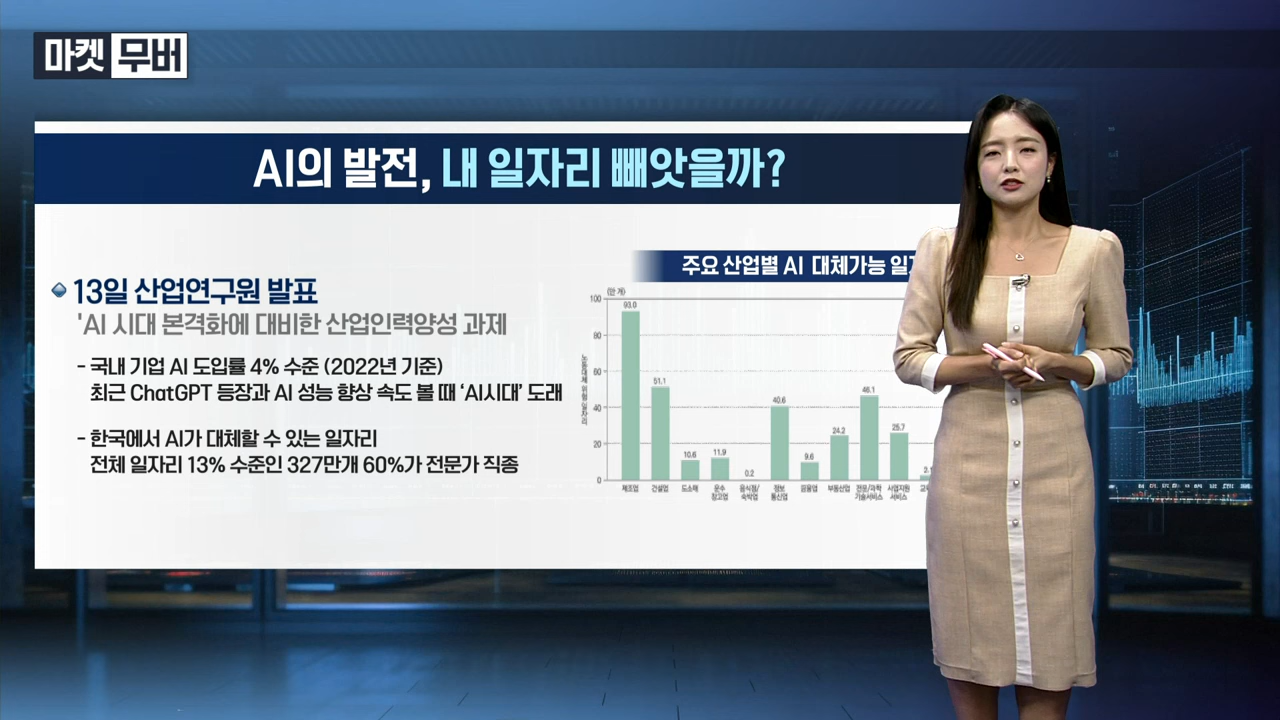 마켓 무버
AI의 발전, 내 일자리 빼앗을까?
13일 산업연구원 발표
'AI 시대 본격화에 대비한 산업인력양성 과제
- 국내 기업 AI 도입률 4% 수준 (2022년 기준)
최근 ChatGPT 등장과 AI 성능 향상 속도 볼 때 ‘AI시대’ 도래
- 한국에서 AI가 대체할 수 있는 일자리
전체 일자리 13% 수준인 327만개 60%가 전문가 직종
주요 산업별 AI 대체가능
(만 개)
100
80
60
40
20
0
노동대체 위험 일자리
93.0
51.1
10.6
11.9
0.2
40.6
9.6
24.2
46.1
25.7
제조업
건설업
도소매
운수
창고업
음식점/
숙박업
정보
통신업
금융업
부동산업
전문/과학
기술서비스
사업지원
서비스